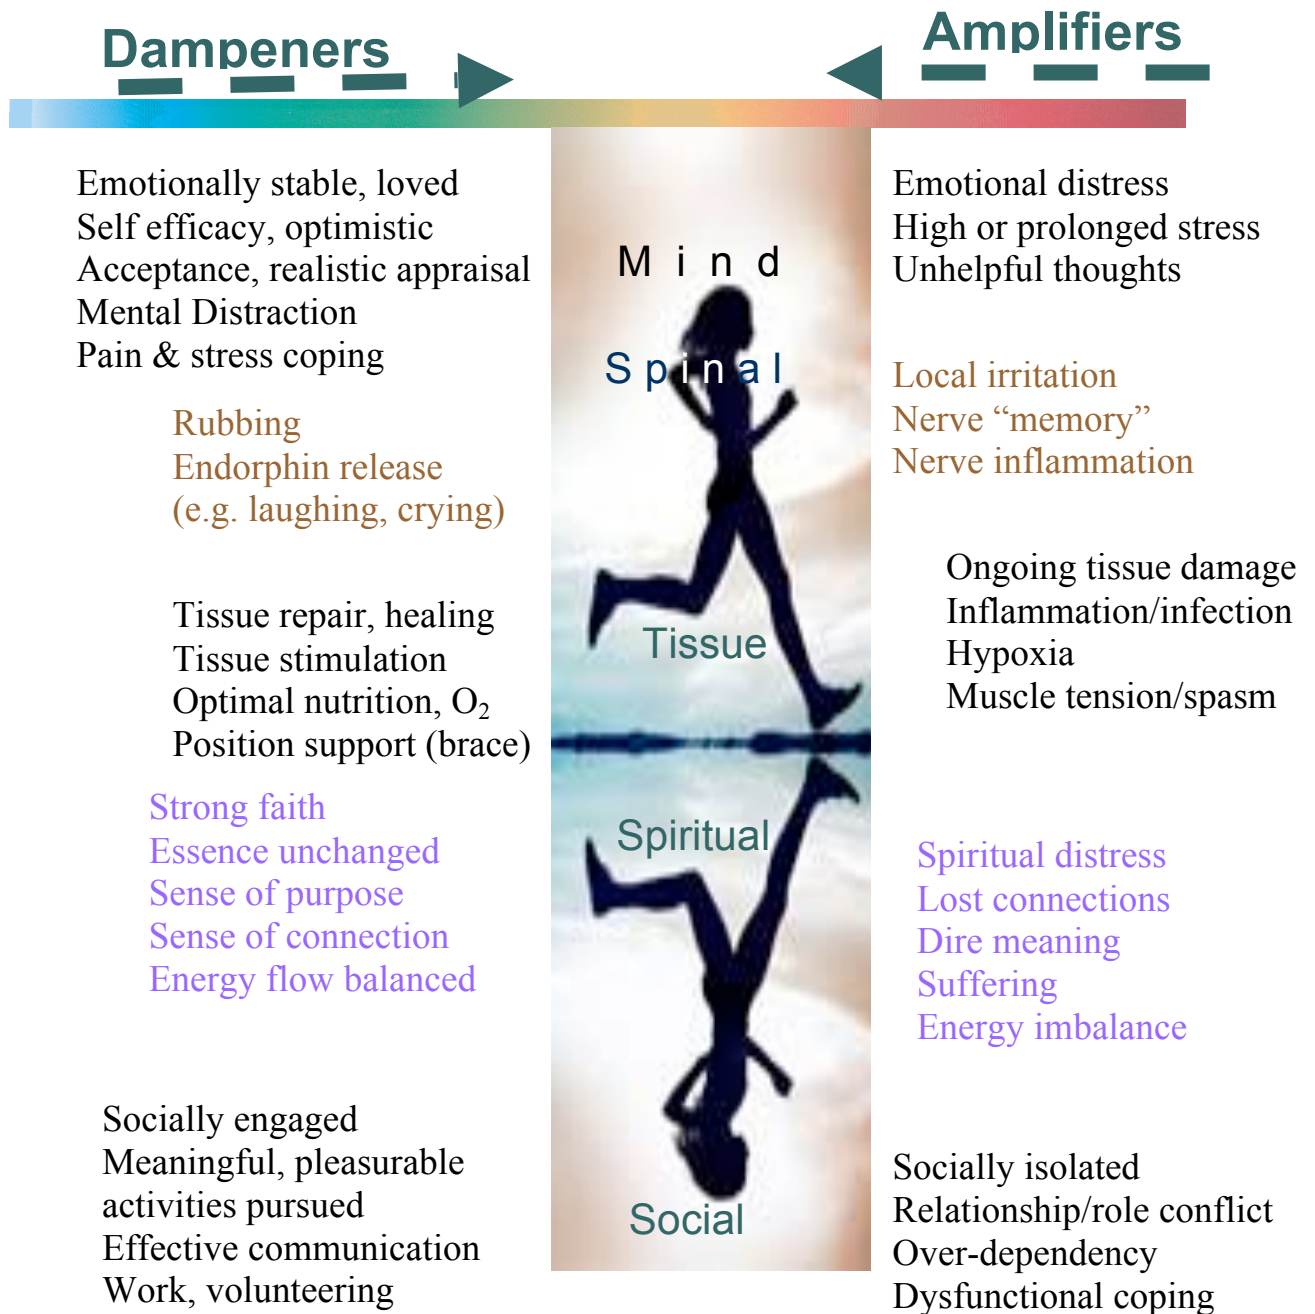 Dampeners
Amplifiers
Emotionally stable, loved
Self efficacy, optimistic
Acceptance, realistic appraisal
Mental Distraction
Pain & stress coping
Rubbing
Endorphin release
(e.g. laughing, crying)
Tissue repair, healing
Tissue stimulation
Optimal nutrition, O₂
Position support (brace)
Strong faith
Essence unchanged
Sense of purpose
Sense of connection
Energy flow balanced
Socially engaged
Meaningful, pleasurable
activities pursued
Effective communication
Work, volunteering
Mind
Spinal
Tissue
Spiritual
Social
Emotional distress
High or prolonged stress
Unhelpful thoughts
Local irritation
Nerve “memory”
Nerve inflammation
Ongoing tissue damage
Inflammation/infection
Hypoxia
Muscle tension/spasm
Spiritual distress
Lost connections
Dire meaning
Suffering
Energy imbalance
Socially isolated
Relationship/role conflict
Over-dependency
Dysfunctional coping